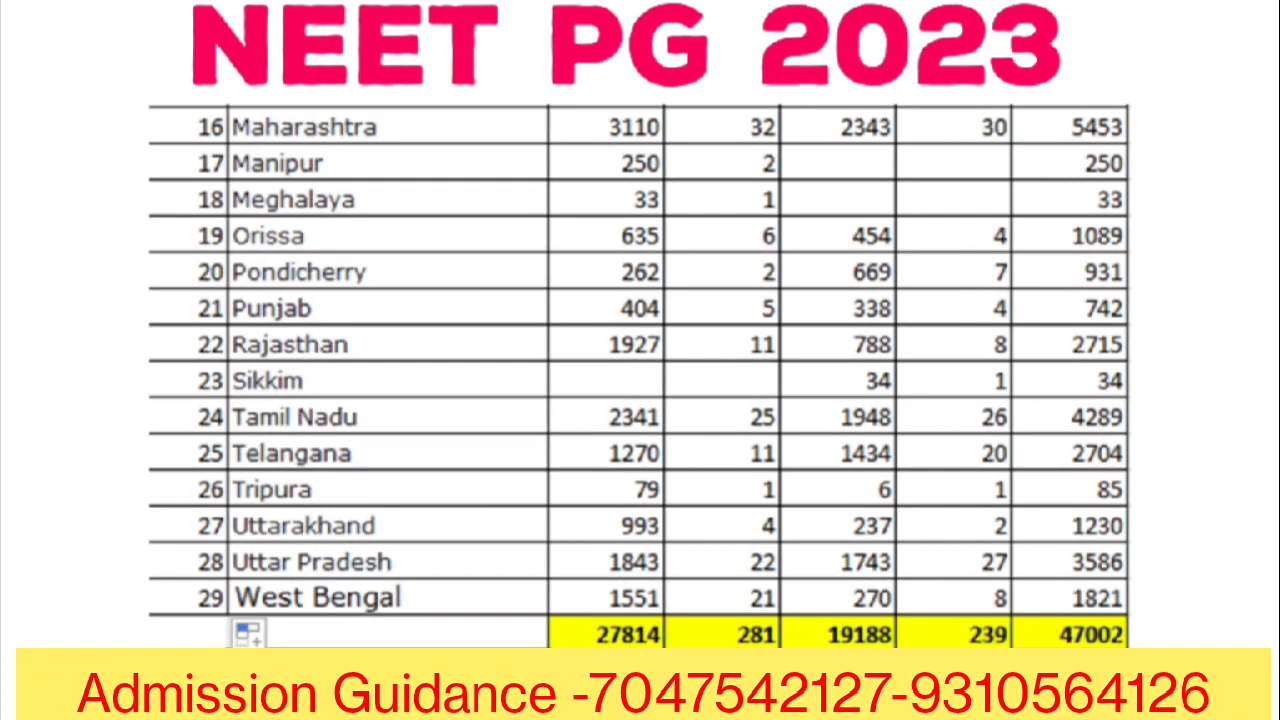 NEET PG 2023
16 Maharashtra 3110 32 2343 30 5453
17 Manipur 250 2 250
18 Meghalaya 33 1 33
19 Orissa 635 6 454 4 1089
20 Pondicherry 262 2 669 7 931
21 Punjab 404 5 338 4 742
22 Rajasthan 1927 11 788 8 2715
23 Sikkim 34 1 34
24 Tamil Nadu 2341 25 1948 26 4289
25 Telangana 1270 11 1434 20 2704
26 Tripura 79 1 6 1 85
27 Uttarakhand 993 4 237 2 1230
28 Uttar Pradesh 1843 22 1743 27 3586
29 West Bengal 1551 21 270 8 1821
27814 281 19188 239 47002
Admission Guidance -7047542127-9310564126